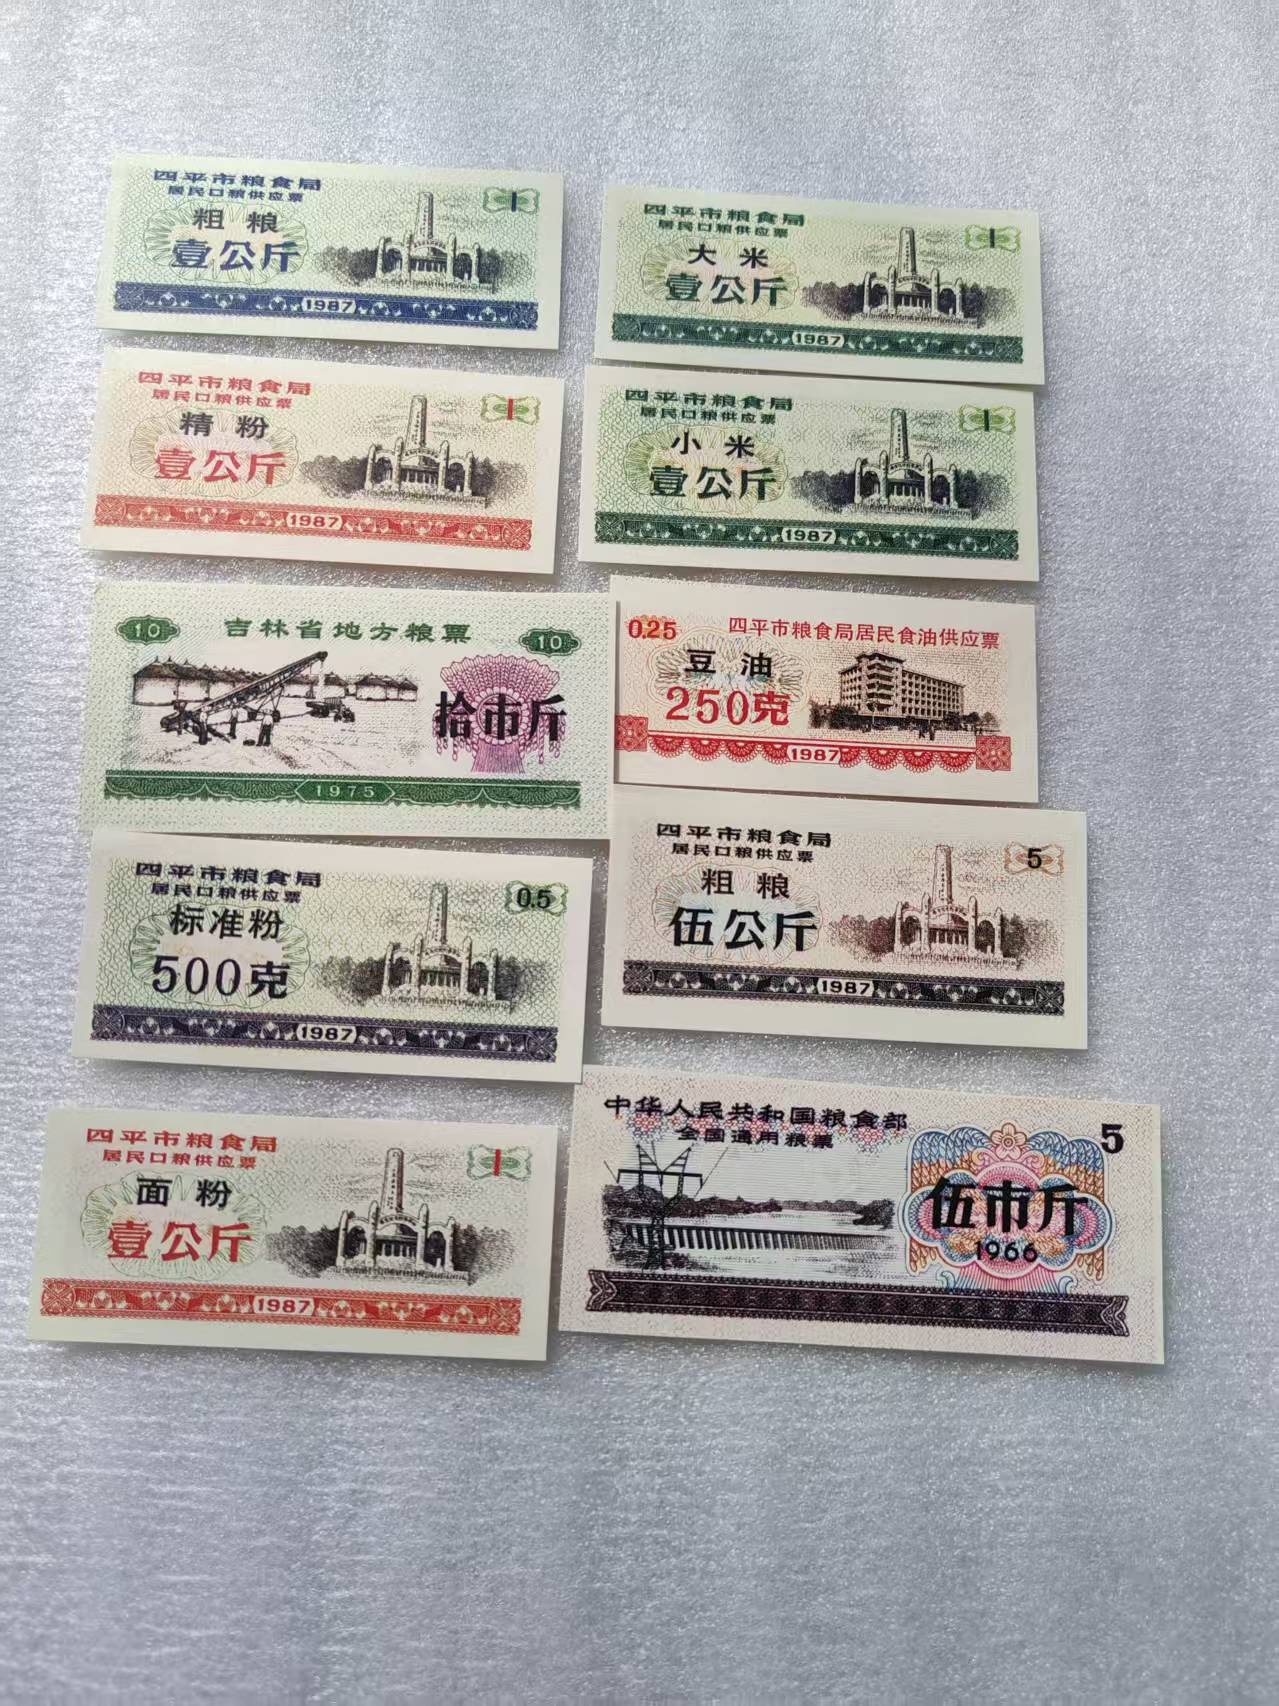 四平市粮食局
居民口粮供应票
1
粗粮
壹公斤
1987
四平市粮食局
居民口粮供应票
1
大米
壹公斤
1987
四平市粮食局
居民口粮供应票
1
精粉
壹公斤
1987
四平市粮食局
居民口粮供应票
1
小米
壹公斤
1987
10
吉林省地方粮票
10
拾市斤
1975
0.25
四平市粮食局居民食油供应票
豆油
250克
1987
四平市粮食局
居民口粮供应票
0.5
标准粉
500克
1987
四平市粮食局
居民口粮供应票
5
粗粮
伍公斤
1987
四平市粮食局
居民口粮供应票
1
面粉
壹公斤
1987
中华人民共和国粮食部
全国通用粮票
5
伍市斤
1966